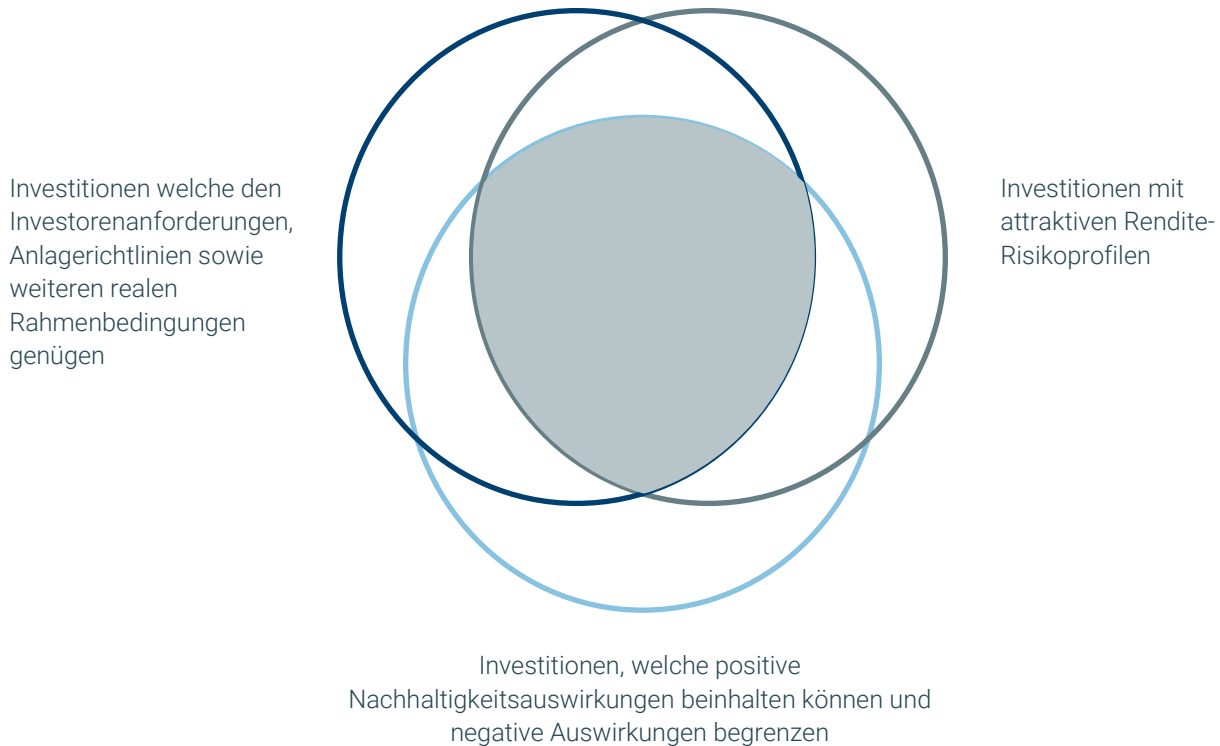 Investitionen welche den
Investorenanforderungen,
Anlagerichtlinien sowie
weiteren realen
Rahmenbedingungen
genügen
Investitionen mit
attraktiven Rendite-
Risikoprofilen
Investitionen, welche positive
Nachhaltigkeitsauswirkungen beinhalten können und
negative Auswirkungen begrenzen